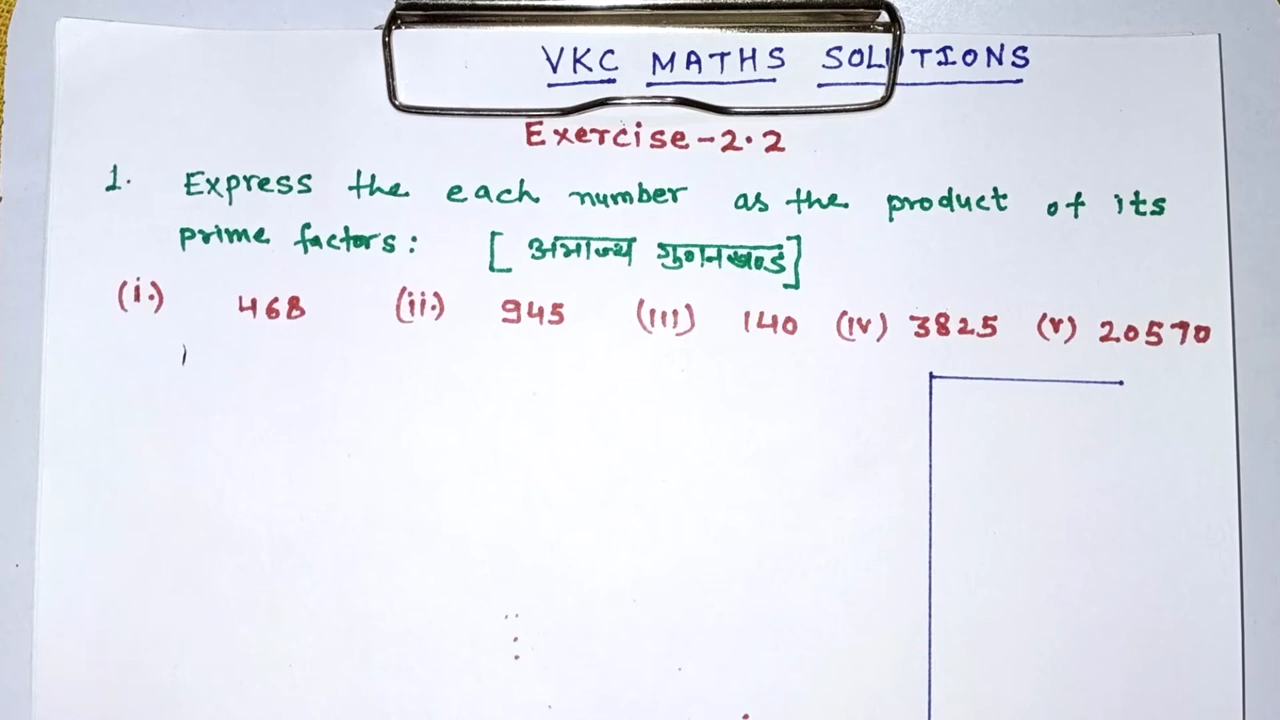 VKC MATHS SOLUTIONS
Exercise-2.2
1. Express the each number as the product of its
prime factors: [अभाज्य गुणनखण्ड]
(i.) 468 (ii.) 945 (III) 140 (IV) 3825 (V) 20570